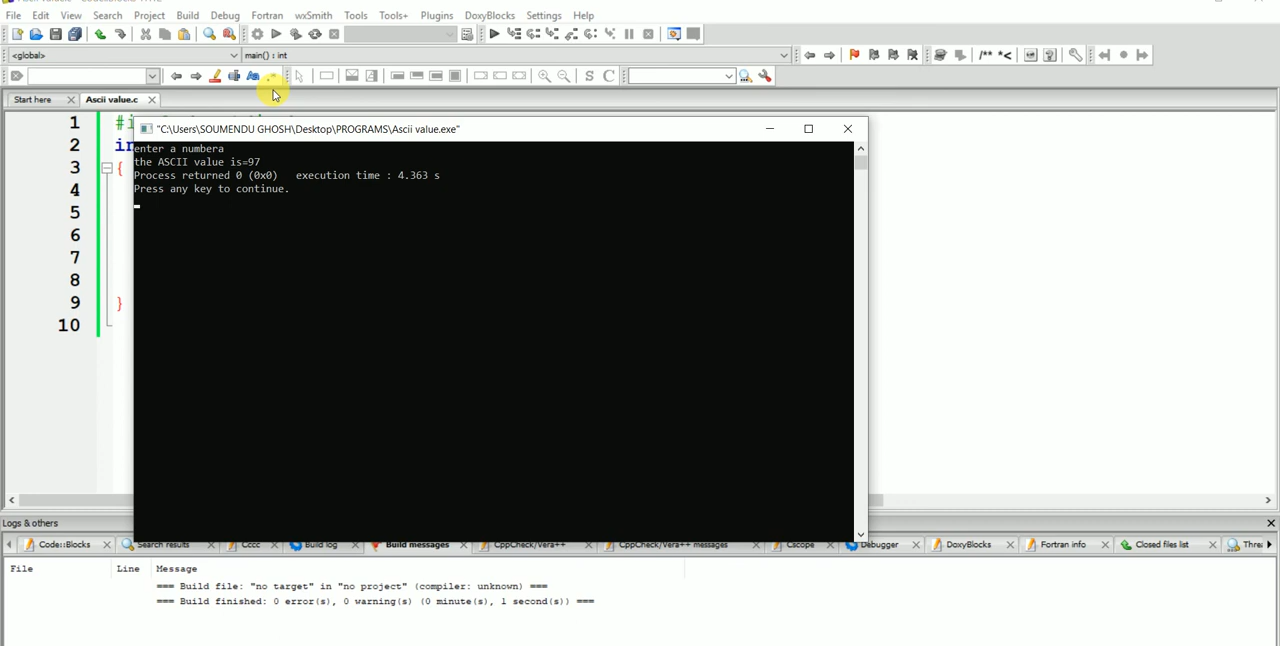 File Edit View Search Project Build Debug Fortran wxSmith Tools Tools+ Plugins DoxyBlocks Settings Help
<global> main() : int
Start here Ascii value.c
1 #i
"C:\Users\SOUMENDU GHOSH\Desktop\PROGRAMS\Ascii value.exe"
2 in
enter a numbera
the ASCII value is=97
3 {
Process returned 0 (0x0) execution time : 4.363 s
Press any key to continue.
4
5
6
7
8
9 }
10
Logs & others
Code::Blocks Search results Cccc Build log Build messages CppCheck/Vera++ CppCheck/Vera++ messages Cscope Debugger DoxyBlocks Fortran info Closed files list Threa
File Line Message
=== Build file: "no target" in "no project" (compiler: unknown) ===
=== Build finished: 0 error(s), 0 warning(s) (0 minute(s), 1 second(s)) ===